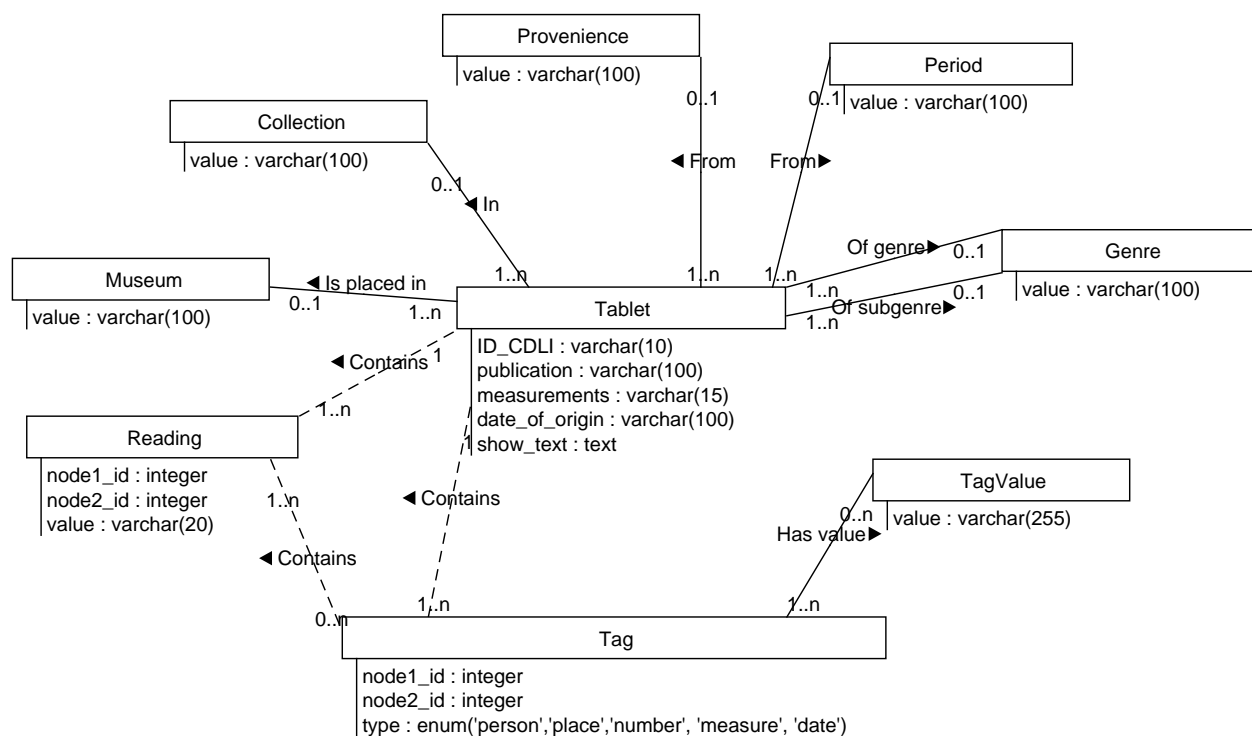 Provenience
value : varchar(100)
Period
value : varchar(100)
Collection
value : varchar(100)
0..1
0..1
◄ From
From►
0..1
◄ In
Of genre►
0..1
Genre
value : varchar(100)
Museum
value : varchar(100)
◄ Is placed in
0..1
1..n
1..n
1..n
1..n
1..n
0..1
Of subgenre►
1..n
Tablet
ID_CDLI : varchar(10)
publication : varchar(100)
measurements : varchar(15)
date_of_origin : varchar(100)
show_text : text
◄ Contains
1
1..n
Reading
node1_id : integer
node2_id : integer
value : varchar(20)
1
◄ Contains
1..n
◄ Contains
TagValue
value : varchar(255)
0..n
Has value►
0..n
1..n
1..n
Tag
node1_id : integer
node2_id : integer
type : enum('person','place','number', 'measure', 'date')